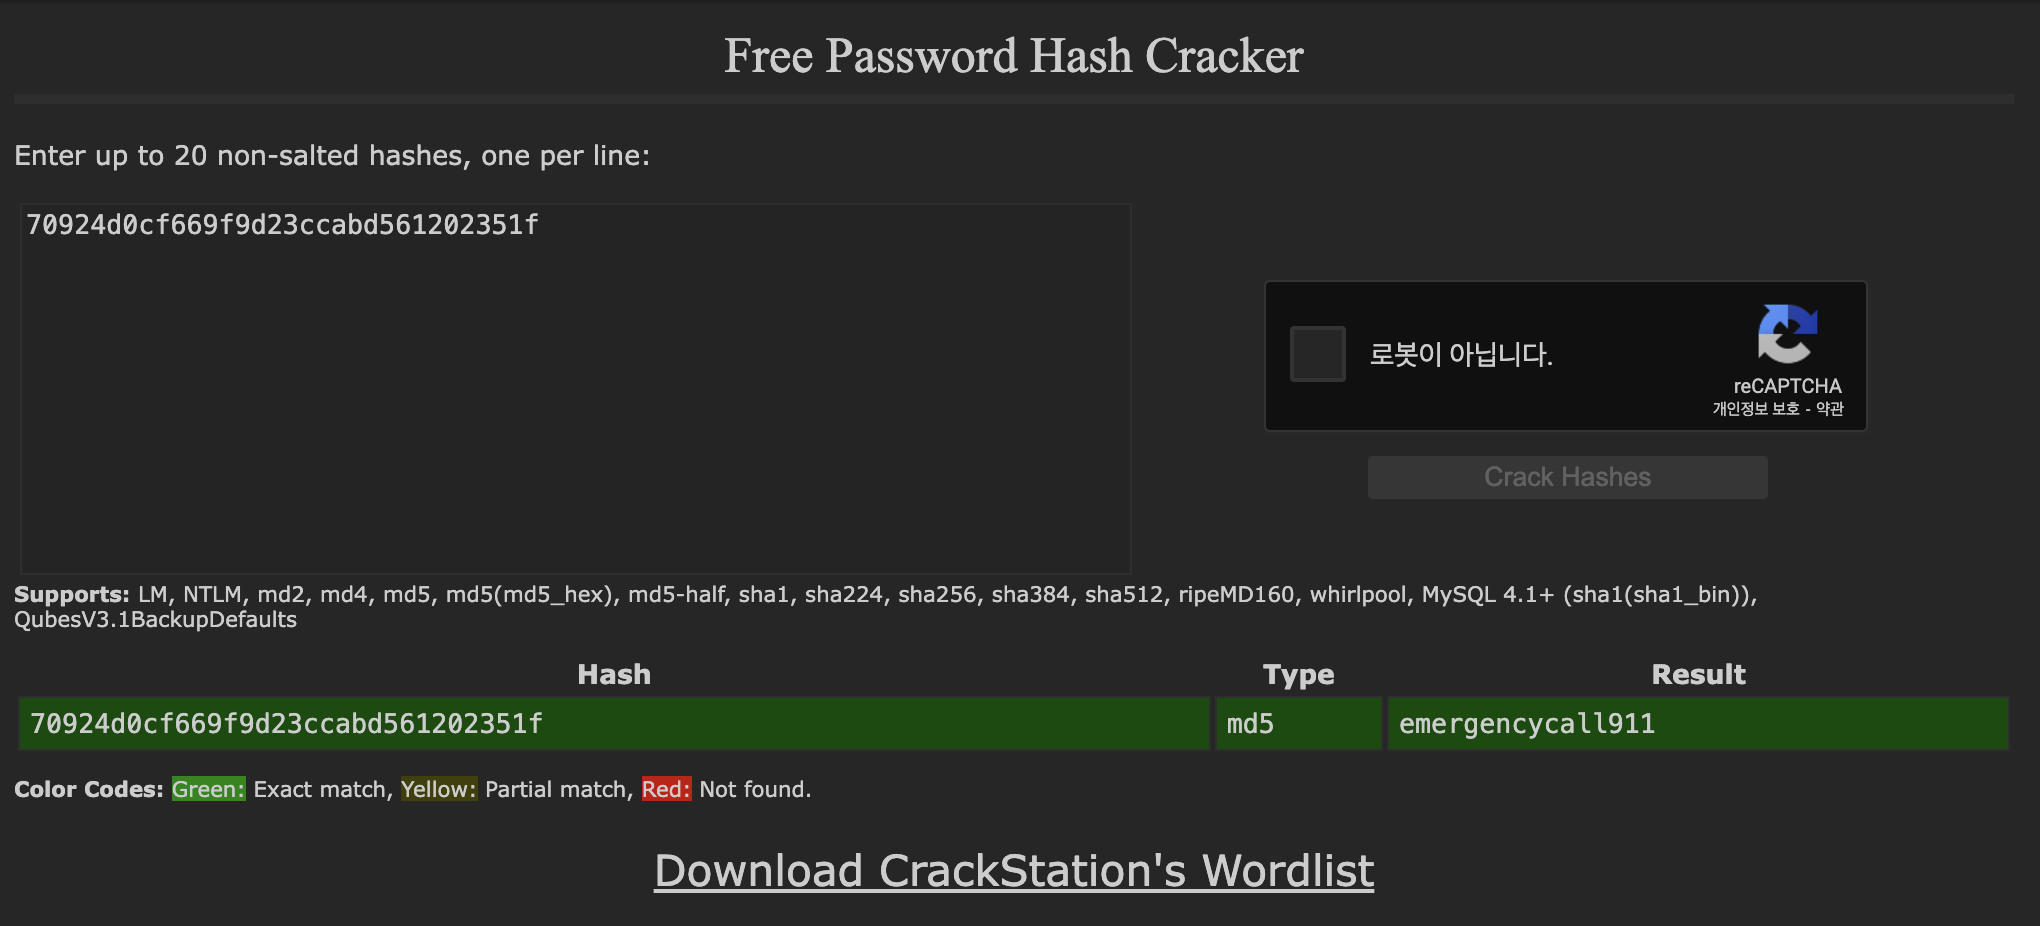 Free Password Hash Cracker
Enter up to 20 non-salted hashes, one per line:
70924d0cf669f9d23ccabd561202351f
로봇이 아닙니다.
reCAPTCHA
개인정보 보호 - 약관
Crack Hashes
Supports: LM, NTLM, md2, md4, md5, md5(md5_hex), md5-half, sha1, sha224, sha256, sha384, sha512, ripeMD160, whirlpool, MySQL 4.1+ (sha1(sha1_bin)),
QubesV3.1BackupDefaults
Hash Type Result
70924d0cf669f9d23ccabd561202351f md5 emergencycall911
Color Codes: Green: Exact match, Yellow: Partial match, Red: Not found.
Download CrackStation's Wordlist